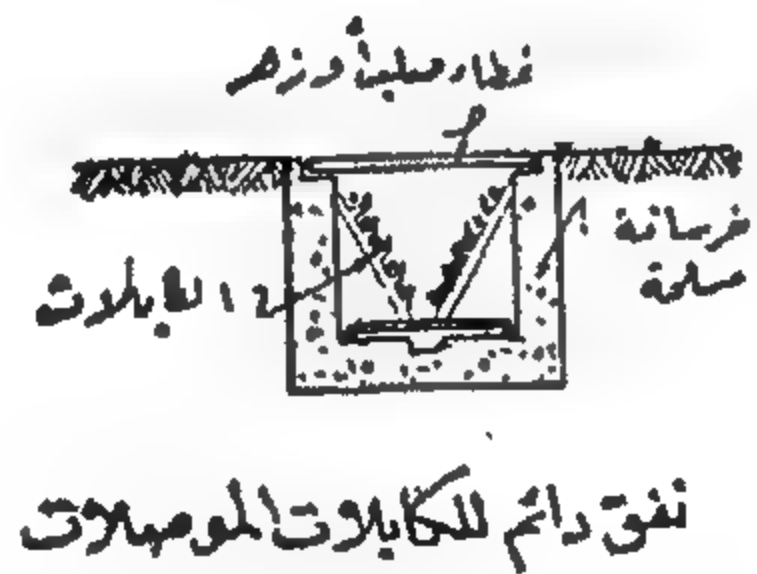 غطاء صلب أو زهر
خرسانة
مسلحة
الكابلات
نفق دائم للكابلات الموصلات